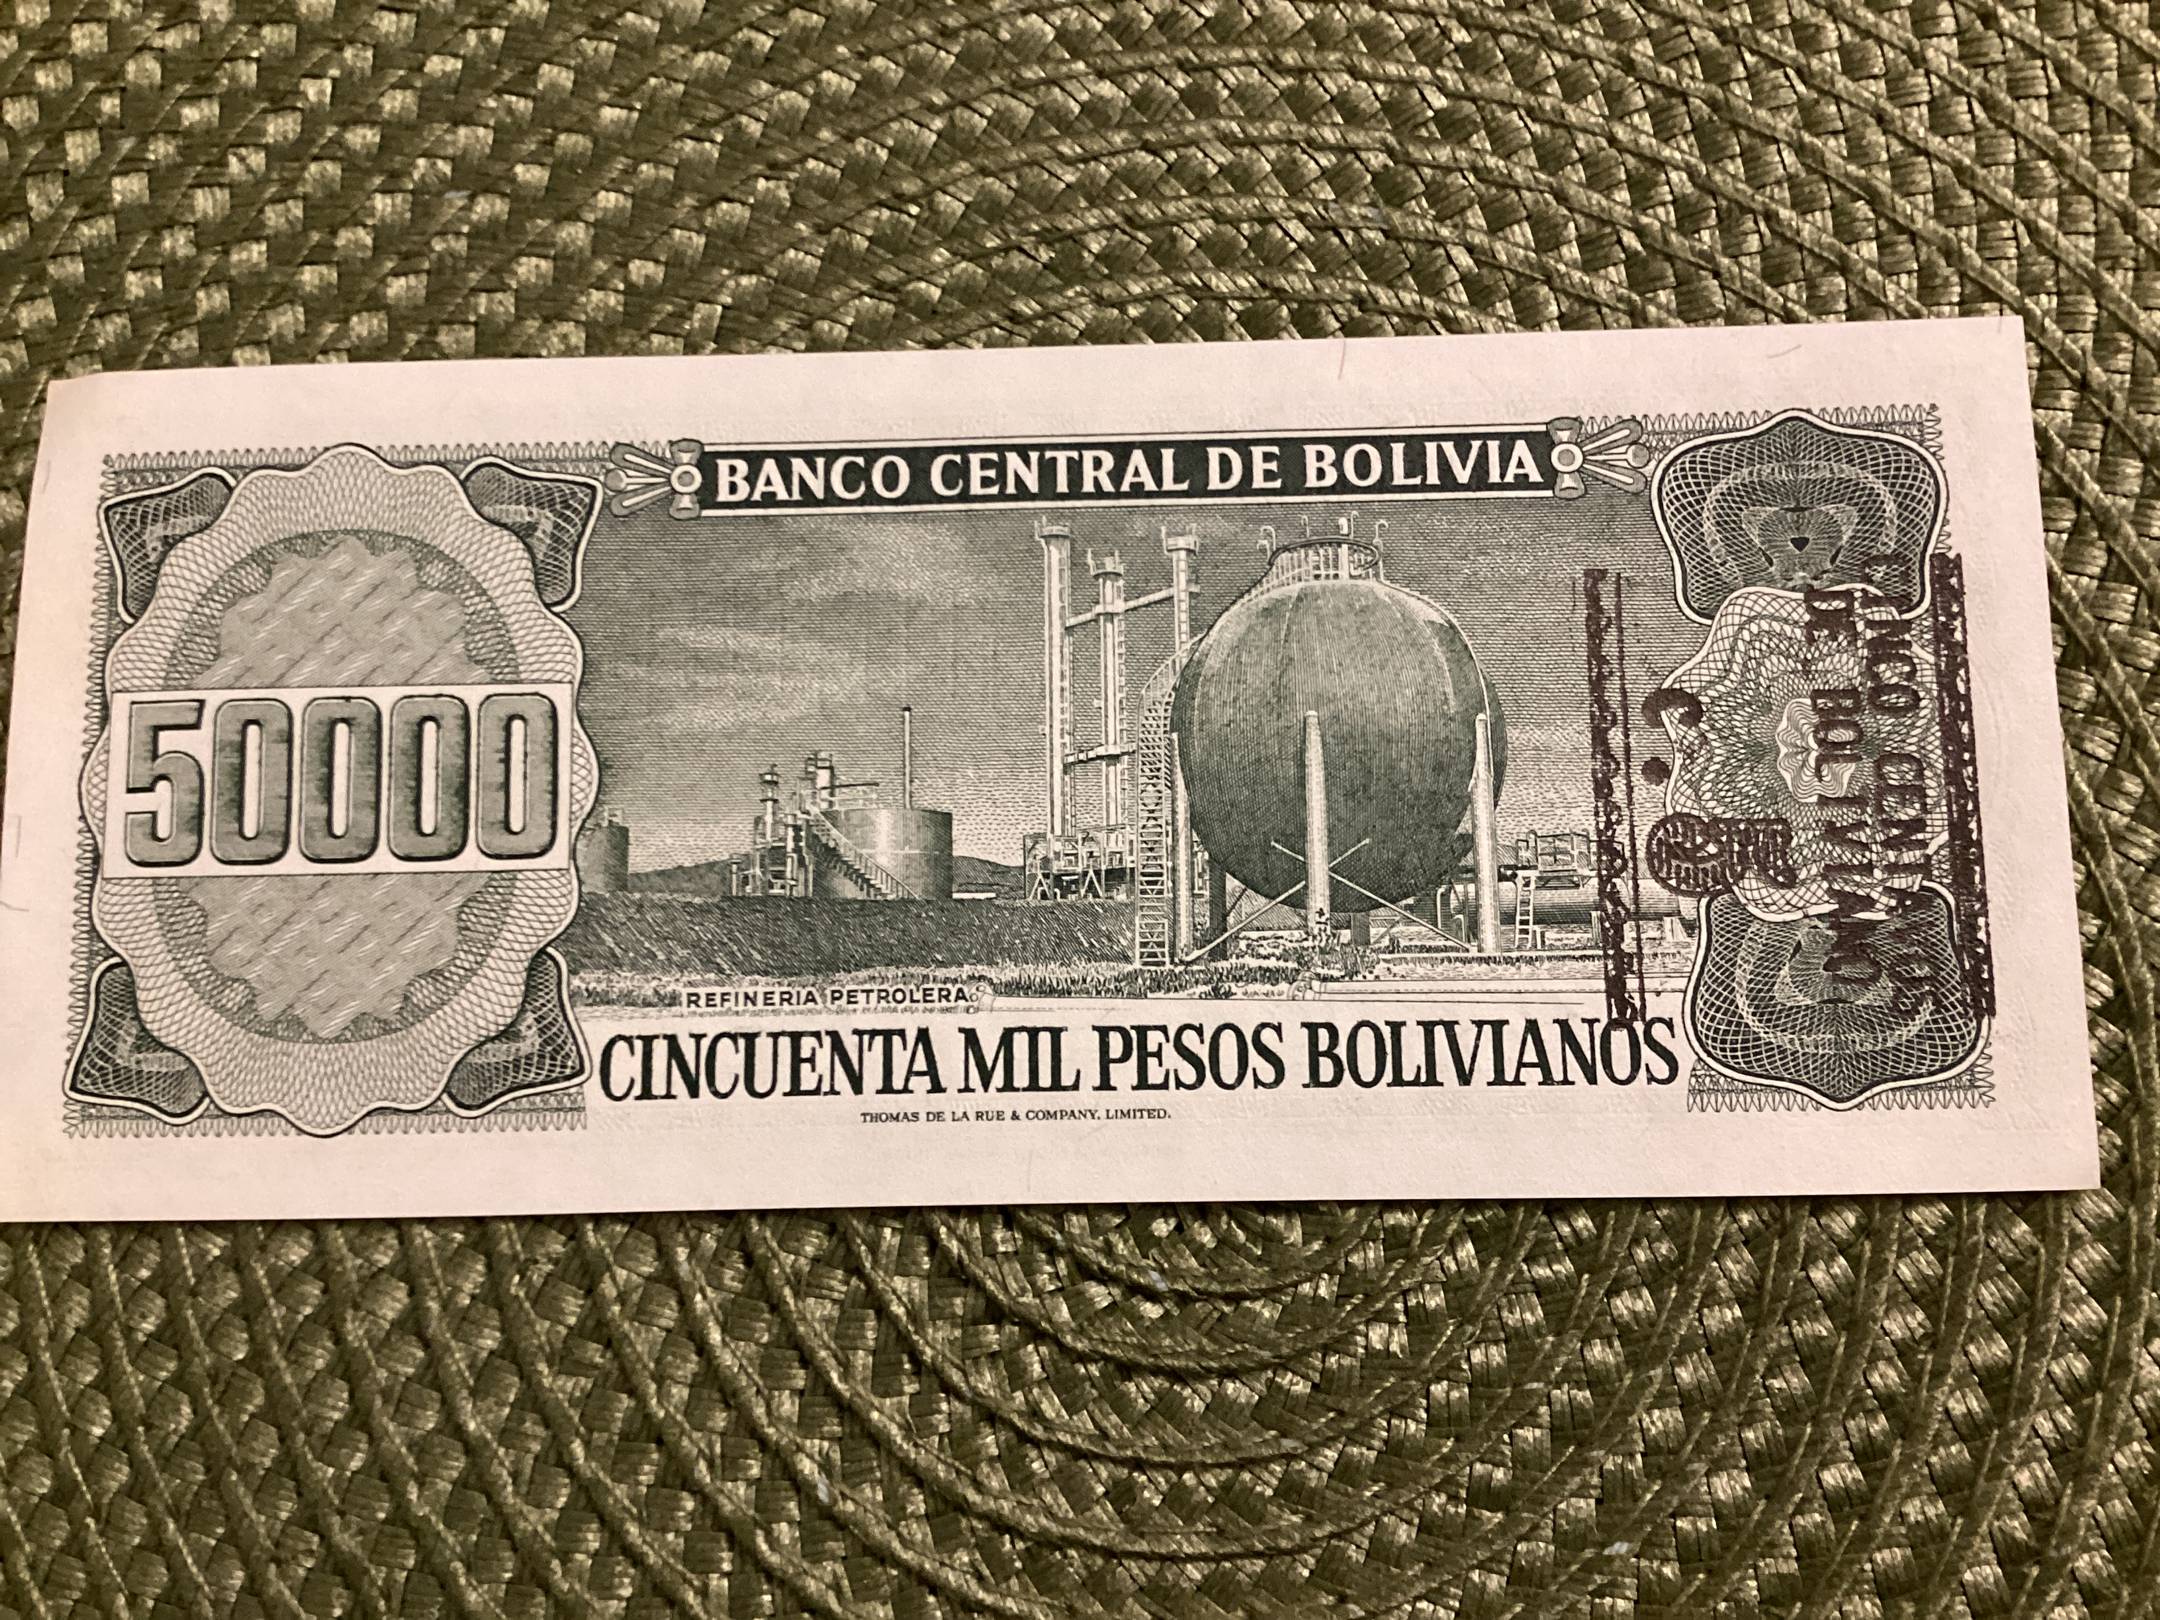 BANCO CENTRAL DE BOLIVIA
50000
REFINERIA PETROLERA
CINCUENTA MIL PESOS BOLIVIANOS
THOMAS DE LA RUE & COMPANY, LIMITED.
CINCO CENTAVOS
DE BOLIVIANO